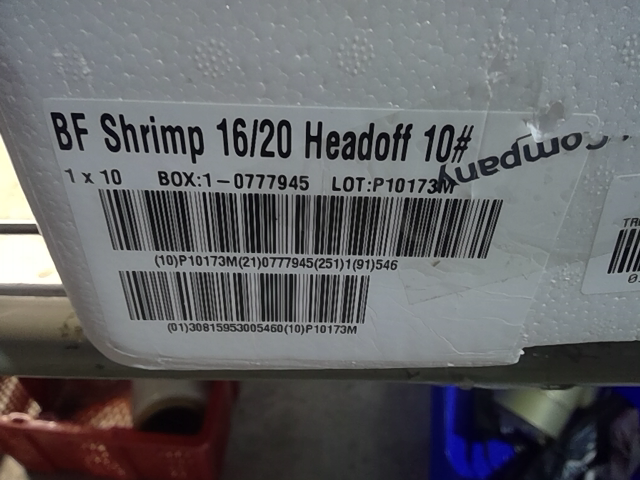 BF Shrimp 16/20 Headoff 10#
Company
1 x 10 BOX:1-0777945 LOT:P10173M
(10)P10173M(21)0777945(251)1(91)546
(01)30815953005460(10)P10173M